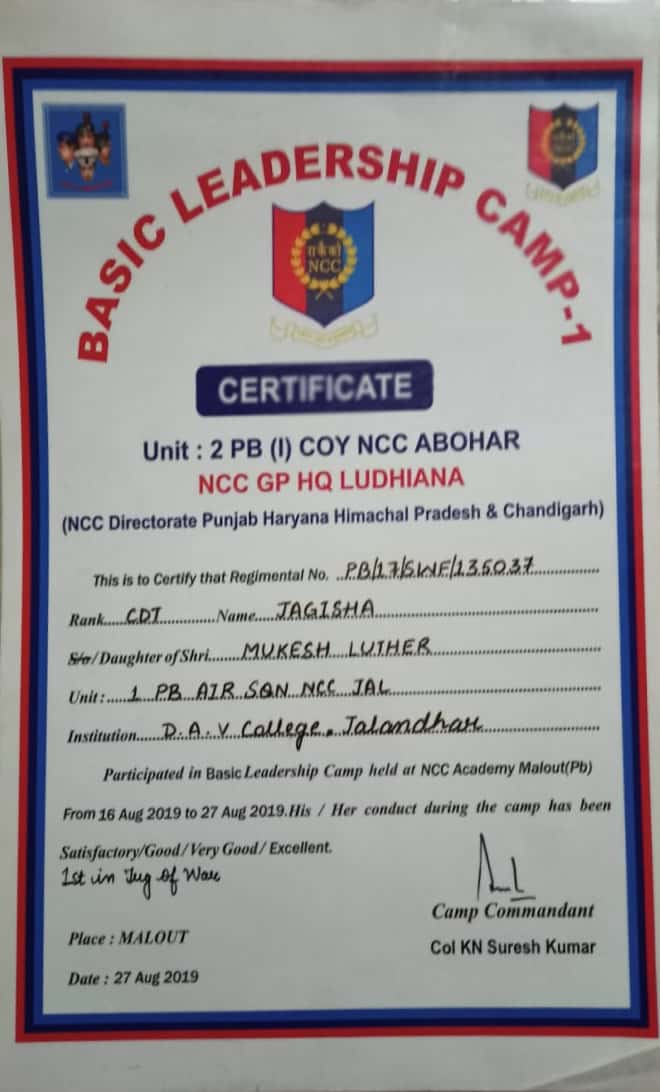 BASIC LEADERSHIP CAMP-1
राकैको
NCC
CERTIFICATE
Unit : 2 PB (I) COY NCC ABOHAR
NCC GP HQ LUDHIANA
(NCC Directorate Punjab Haryana Himachal Pradesh & Chandigarh)
This is to Certify that Regimental No. ..PB/17/SWF/135037..............
Rank.....CDT.............Name....JAGISHA..........................................
S/o/Daughter of Shri.......MUKESH LUTHER................................
Unit:.....1 PB AIR SQN NCC JAL.............................................
Institution.....D.A.V College, Jalandhar..........................
Participated in Basic Leadership Camp held at NCC Academy Malout(Pb)
From 16 Aug 2019 to 27 Aug 2019.His / Her conduct during the camp has been
Satisfactory/Good/Very Good/ Excellent.
1st in Tug of War
Camp Commandant
Place : MALOUT
Col KN Suresh Kumar
Date : 27 Aug 2019